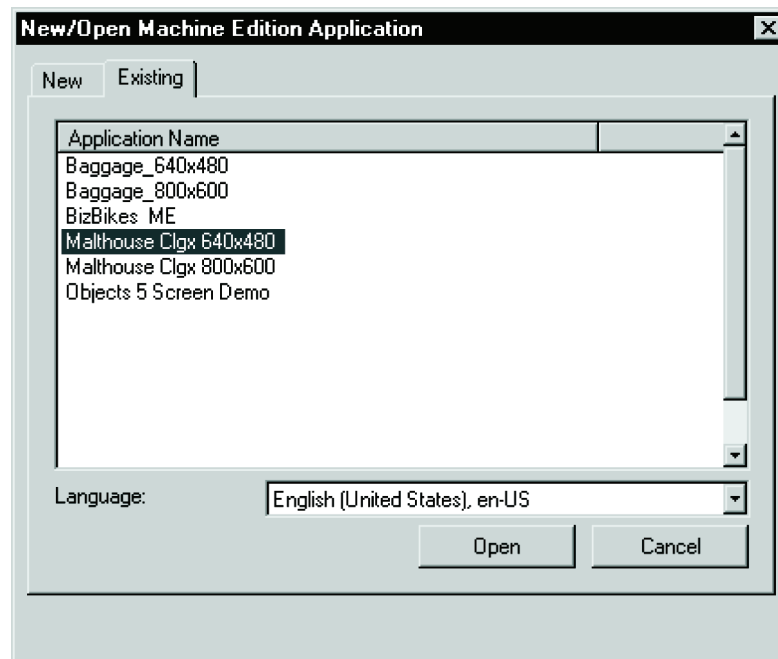 New/Open Machine Edition Application
New Existing
Application Name
Baggage_640x480
Baggage_800x600
BizBikes ME
Malthouse Clgx 640x480
Malthouse Clgx 800x600
Objects 5 Screen Demo
Language: English (United States), en-US
Open Cancel